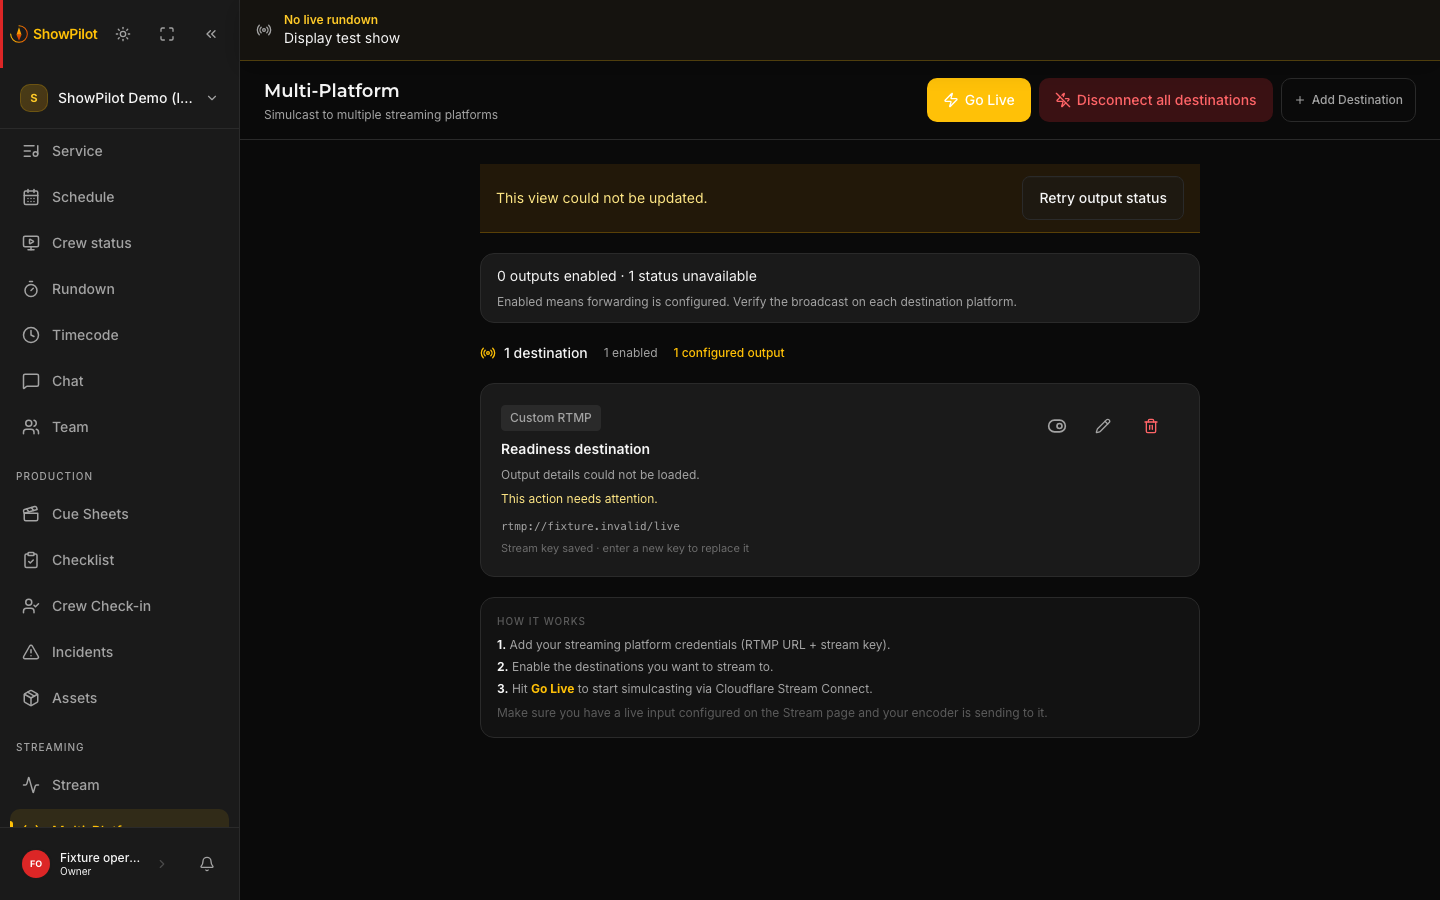 ShowPilot
S
ShowPilot Demo (I...
Service
Schedule
Crew status
Rundown
Timecode
Chat
Team
PRODUCTION
Cue Sheets
Checklist
Crew Check-in
Incidents
Assets
STREAMING
Stream
FO
Fixture oper...
Owner
No live rundown
Display test show
Multi-Platform
Simulcast to multiple streaming platforms
Go Live
Disconnect all destinations
Add Destination
This view could not be updated.
Retry output status
0 outputs enabled · 1 status unavailable
Enabled means forwarding is configured. Verify the broadcast on each destination platform.
1 destination 1 enabled 1 configured output
Custom RTMP
Readiness destination
Output details could not be loaded.
This action needs attention.
rtmp://fixture.invalid/live
Stream key saved · enter a new key to replace it
HOW IT WORKS
1. Add your streaming platform credentials (RTMP URL + stream key).
2. Enable the destinations you want to stream to.
3. Hit Go Live to start simulcasting via Cloudflare Stream Connect.
Make sure you have a live input configured on the Stream page and your encoder is sending to it.